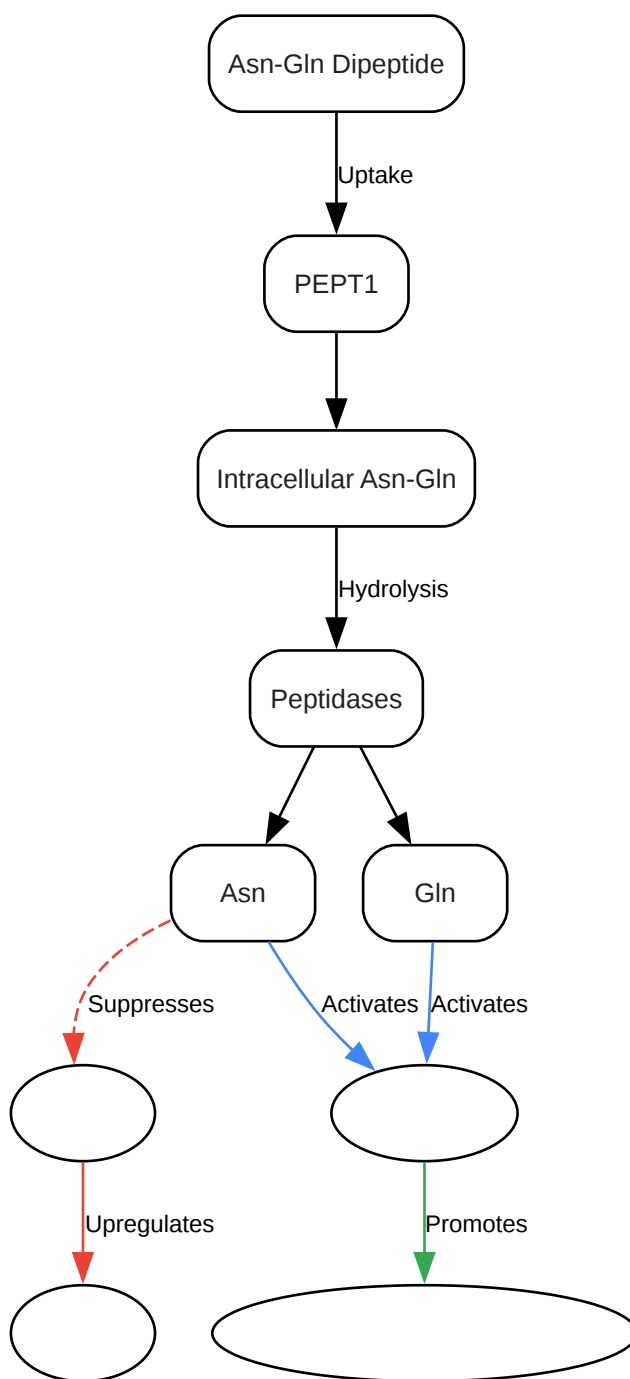 Asn-Gln Dipeptide
Uptake
PEPT1
Intracellular Asn-Gln
Hydrolysis
Peptidases
Asn
Gln
Suppresses
Activates
Activates
Upregulates
Promotes